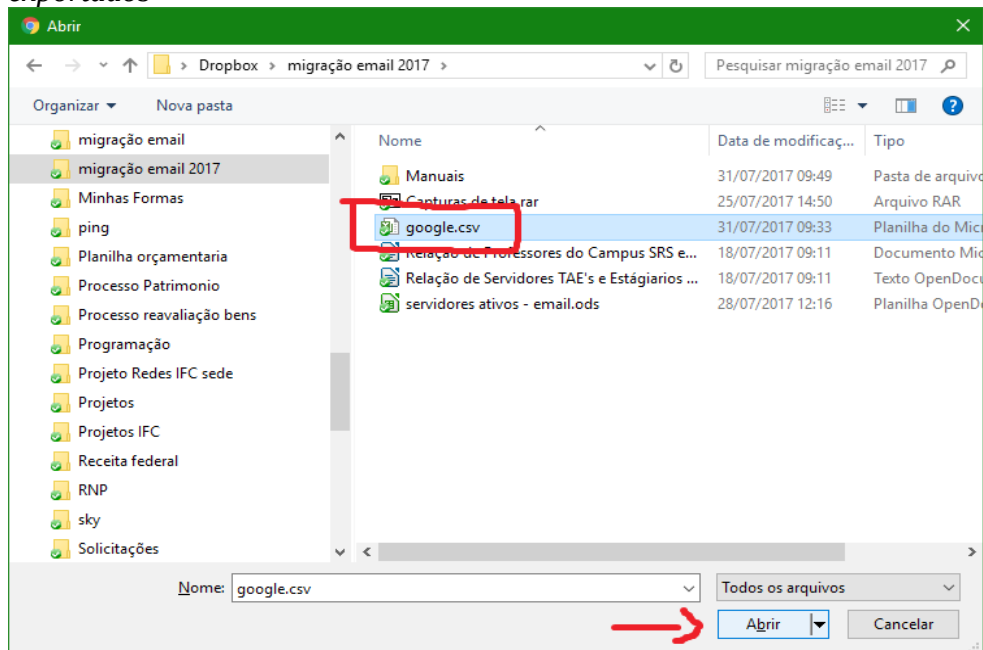 exportados
Abrir
Dropbox > migração email 2017 >
Pesquisar migração email 2017
Organizar
Nova pasta
migração email
migração email 2017
Minhas Formas
ping
Planilha orçamentaria
Processo Patrimonio
Processo reavaliação bens
Programação
Projeto Redes IFC sede
Projetos
Projetos IFC
Receita federal
RNP
sky
Solicitações
Nome Data de modificaç... Tipo
Manuais 31/07/2017 09:49 Pasta de arquivo
Capturas de tela.rar 25/07/2017 14:50 Arquivo RAR
google.csv 31/07/2017 09:33 Planilha do Micr
Relação de Professores do Campus SRS e... 18/07/2017 09:11 Documento Mic
Relação de Servidores TAE's e Estágiarios ... 18/07/2017 09:11 Texto OpenDocu
servidores ativos - email.ods 28/07/2017 12:16 Planilha OpenDo
Nome: google.csv
Todos os arquivos
Abrir
Cancelar